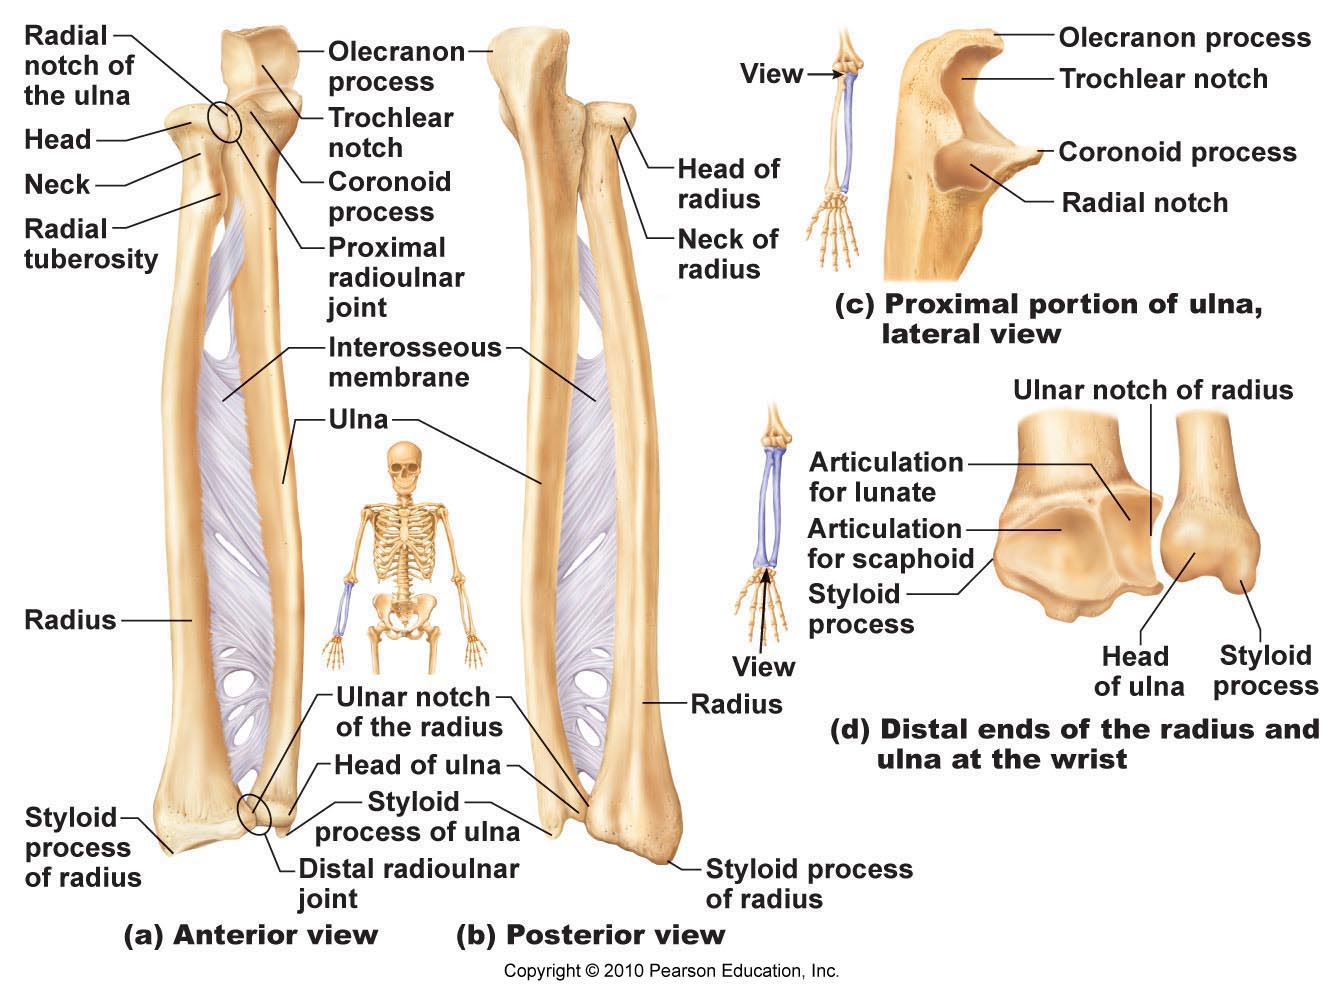 Radial
notch of
the ulna
Head
Neck
Radial
tuberosity
Olecranon
process
Trochlear
notch
Coronoid
process
Proximal
radioulnar
joint
Interosseous
membrane
Ulna
Radius
Ulnar notch
of the radius
Head of ulna
Styloid
process of ulna
Styloid
process
of radius
Distal radioulnar
joint
(a) Anterior view
Head of
radius
Neck of
radius
Radius
Styloid process
of radius
(b) Posterior view
View
Olecranon process
Trochlear notch
Coronoid process
Radial notch
(c) Proximal portion of ulna,
lateral view
Ulnar notch of radius
Articulation
for lunate
Articulation
for scaphoid
Styloid
process
View
Head
of ulna
Styloid
process
(d) Distal ends of the radius and
ulna at the wrist
Copyright © 2010 Pearson Education, Inc.